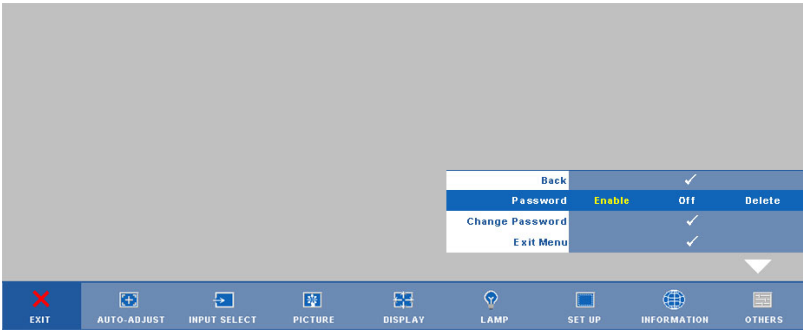 Back
Password Enable Off Delete
Change Password
Exit Menu
EXIT AUTO-ADJUST INPUT SELECT PICTURE DISPLAY LAMP SET UP INFORMATION OTHERS